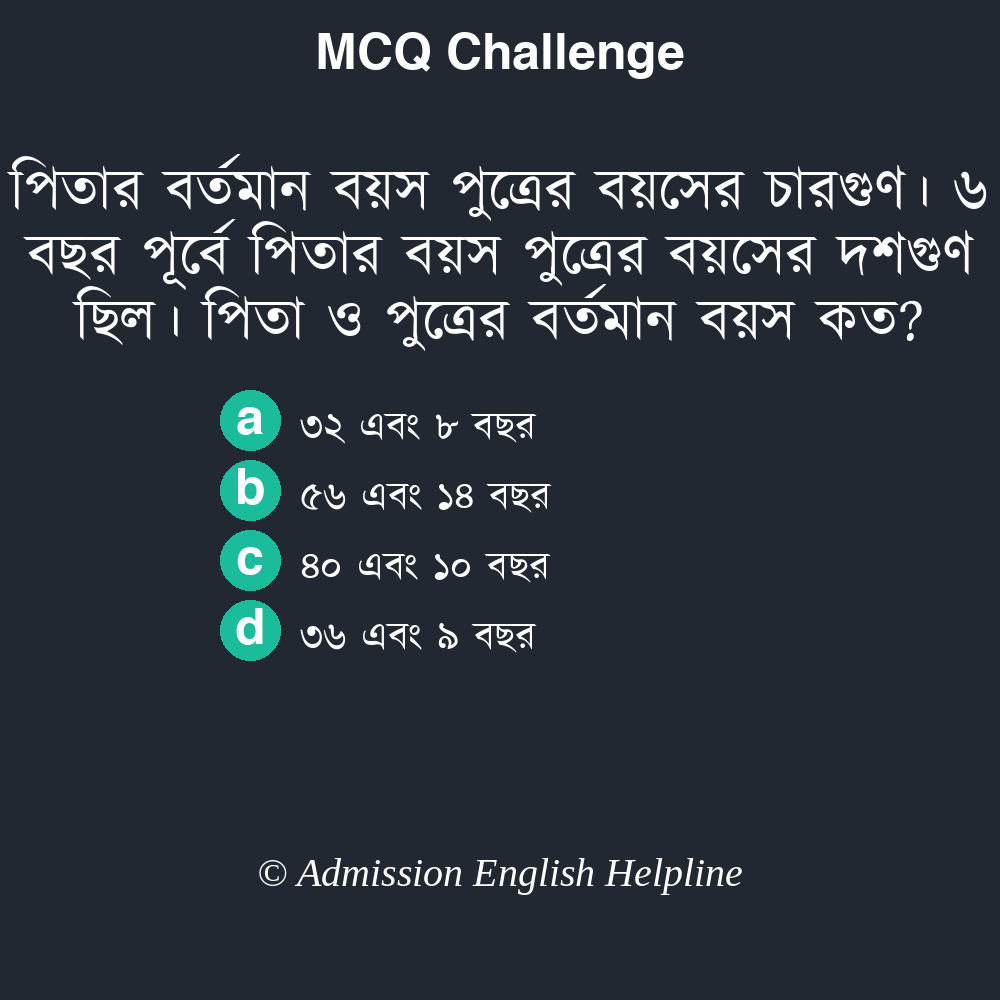 MCQ Challenge
পিতার বর্তমান বয়স পুত্রের বয়সের চারগুণ। ৬
বছর পূর্বে পিতার বয়স পুত্রের বয়সের দশগুণ
ছিল। পিতা ও পুত্রের বর্তমান বয়স কত?
a ৩২ এবং ৮ বছর
b ৫৬ এবং ১৪ বছর
c ৪০ এবং ১০ বছর
d ৩৬ এবং ৯ বছর
© Admission English Helpline